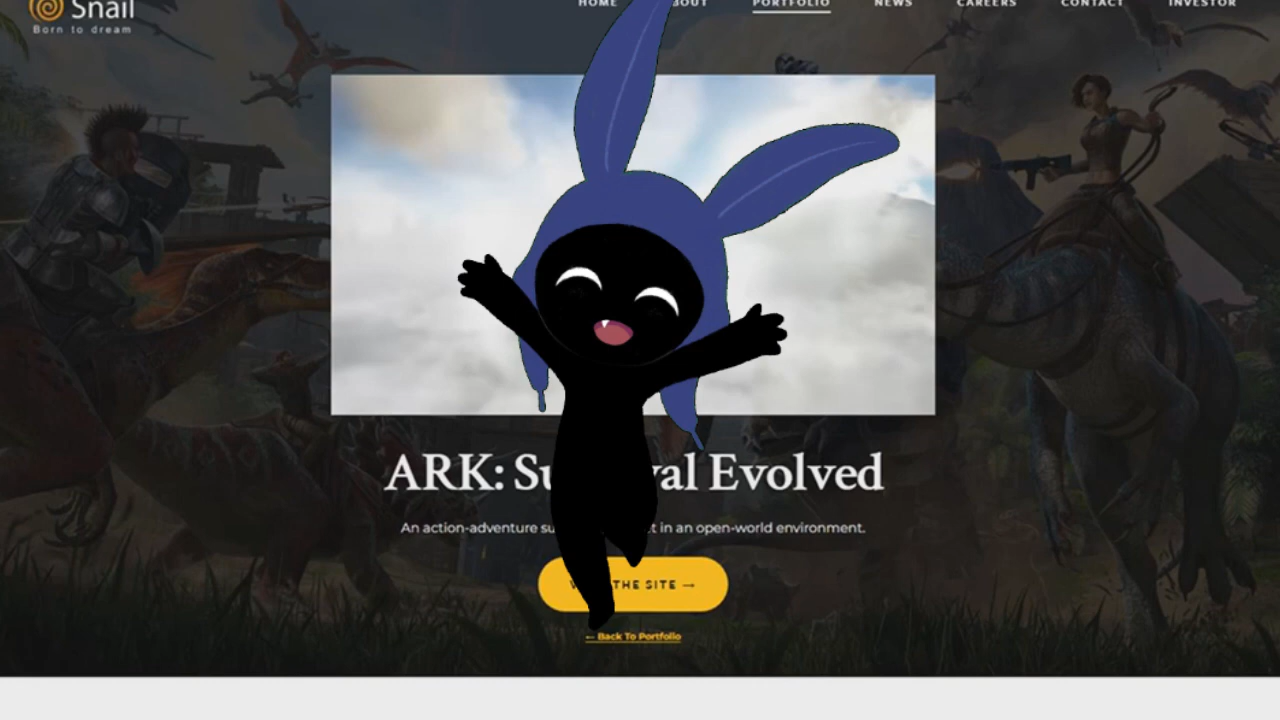 Snail
Born to dream
HOME
BOUT
PORTFOLIO
NEWS
CAREERS
CONTACT
INVESTOR
ARK: Su val Evolved
An action-adventure su t in an open-world environment.
THE SITE →
← Back To Portfolio